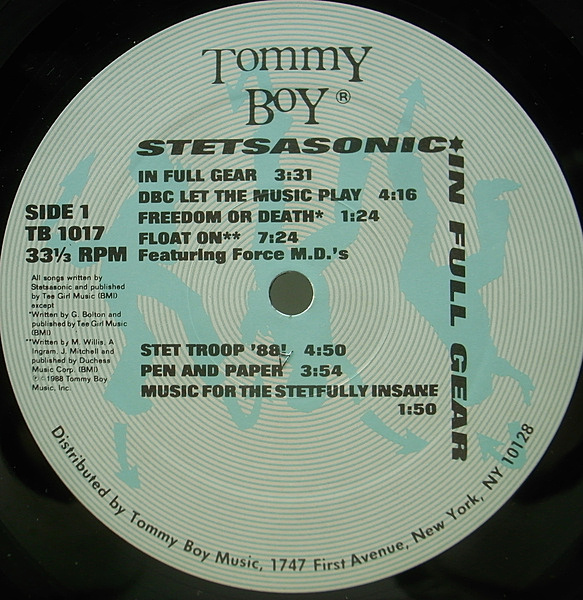 Tommy
Boy®
STETSASONIC★IN FULL GEAR
IN FULL GEAR 3:31
DBC LET THE MUSIC PLAY 4:16
FREEDOM OR DEATH* 1:24
FLOAT ON** 7:24
Featuring Force M.D.'s
SIDE 1
TB 1017
33⅓ RPM
All songs written by
Stetsasonic and published
by Tee Girl Music (BMI)
except
*Written by G. Bolton and
published by Tee Girl Music
(BMI)
**Written by M. Willis, A
Ingram, J. Mitchell and
published by Duchess
Music Corp. (BMI)
℗©1988 Tommy Boy
Music, Inc.
STET TROOP '88! 4:50
PEN AND PAPER 3:54
MUSIC FOR THE STETFULLY INSANE
1:50
Distributed by Tommy Boy Music, 1747 First Avenue, New York, NY 10128